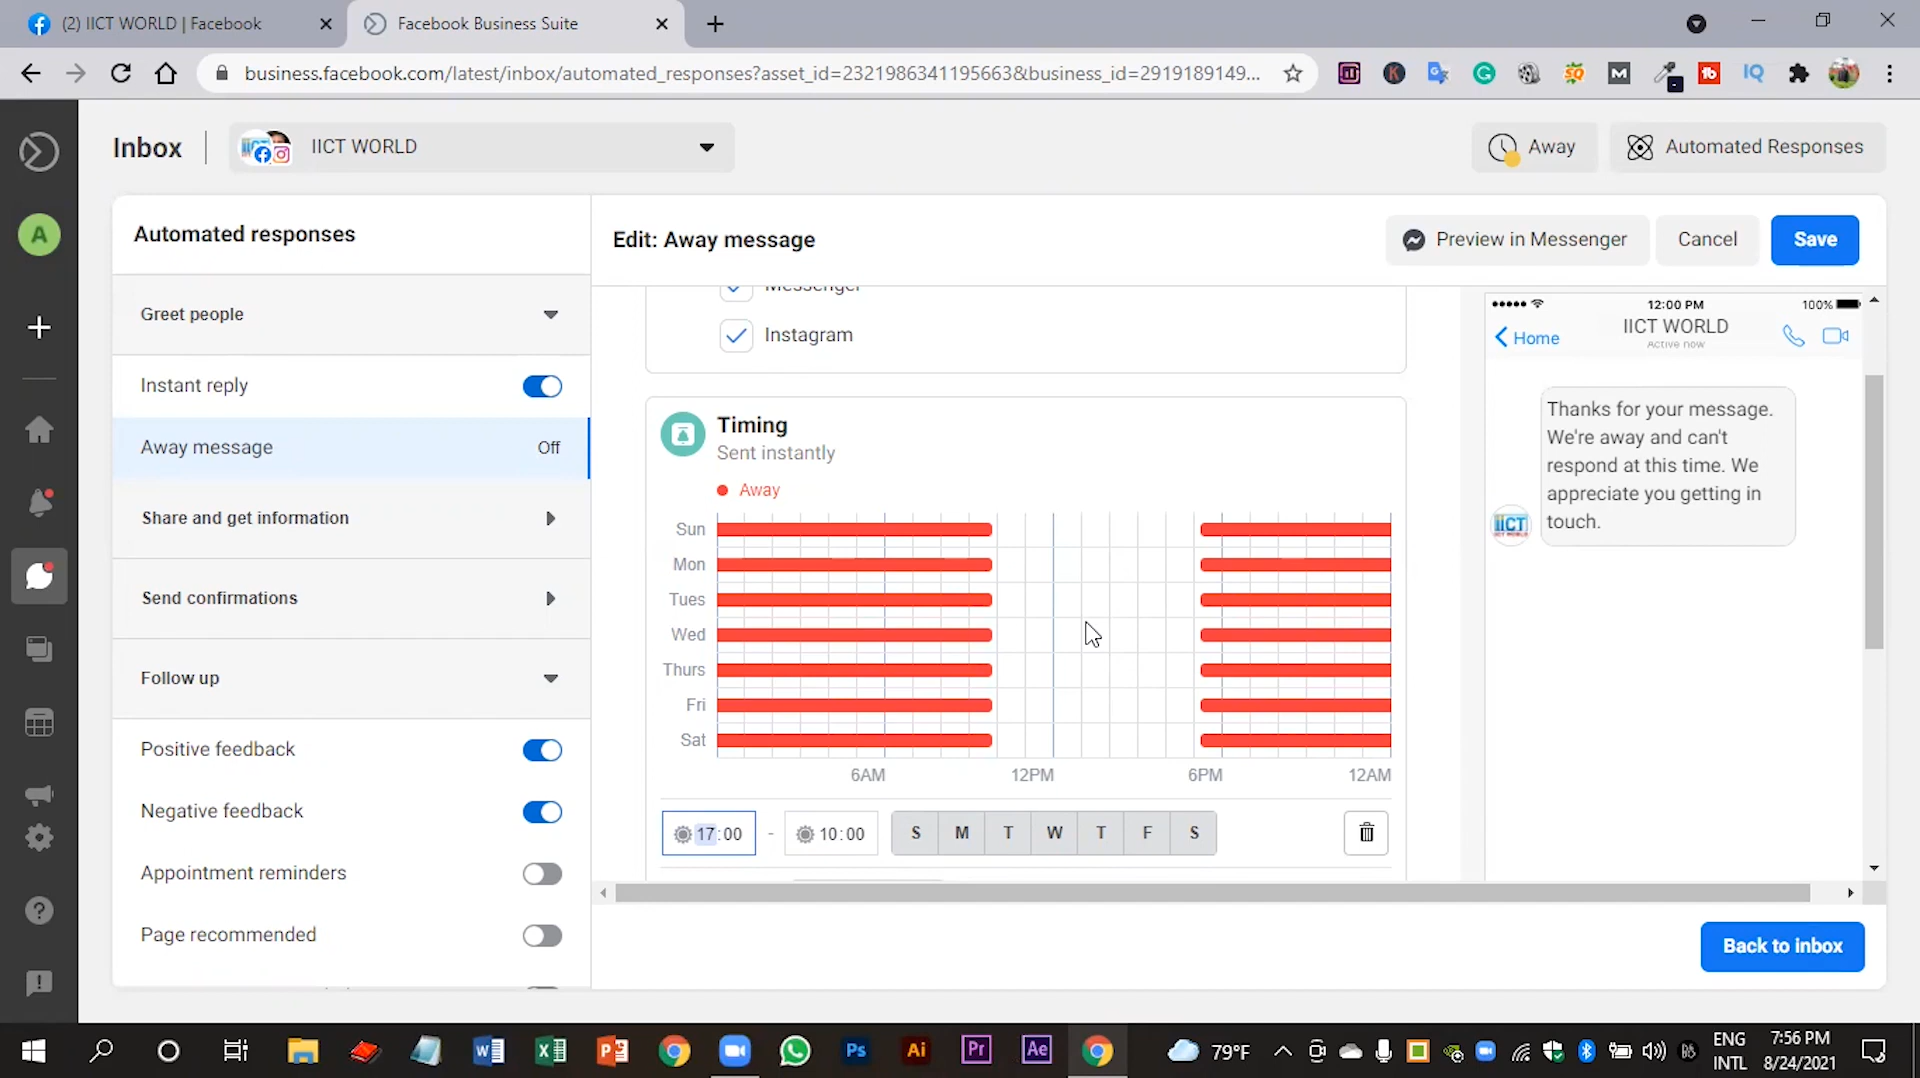 (2) IICT WORLD | Facebook
Facebook Business Suite
business.facebook.com/latest/inbox/automated_responses?asset_id=2321986341195663&business_id=2919189149...
Inbox
IICT WORLD
Away
Automated Responses
Automated responses
Greet people
Instant reply
Away message
Off
Share and get information
Send confirmations
Follow up
Positive feedback
Negative feedback
Appointment reminders
Page recommended
A
Edit: Away message
Preview in Messenger
Cancel
Save
Messenger
Instagram
Timing
Sent instantly
Away
Sun
Mon
Tues
Wed
Thurs
Fri
Sat
6AM 12PM 6PM 12AM
17:00 - 10:00 S M T W T F S
12:00 PM 100%
Home
IICT WORLD
Active now
Thanks for your message.
We're away and can't
respond at this time. We
appreciate you getting in
touch.
IICT
Back to inbox
79°F
ENG
INTL
7:56 PM
8/24/2021